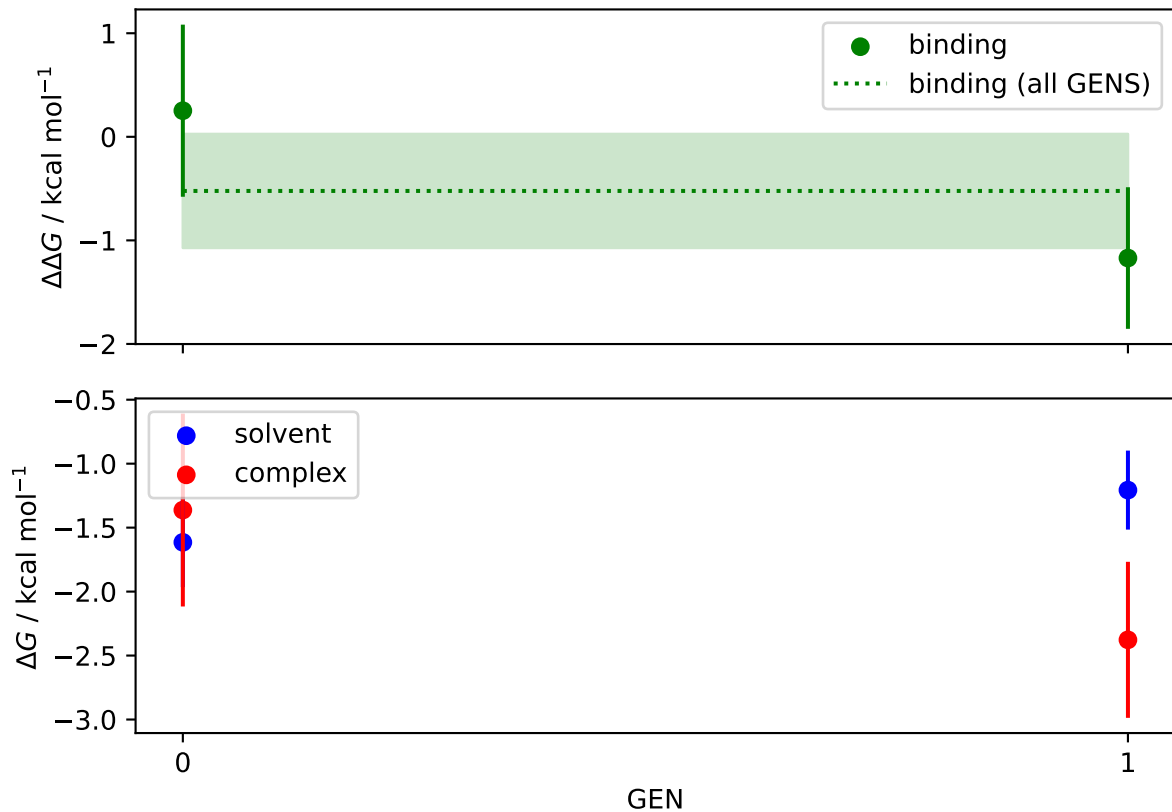 1
0
−1
−2
ΔΔG / kcal mol⁻¹
binding
binding (all GENS)
−0.5
−1.0
−1.5
−2.0
−2.5
−3.0
ΔG / kcal mol⁻¹
solvent
complex
0
1
GEN